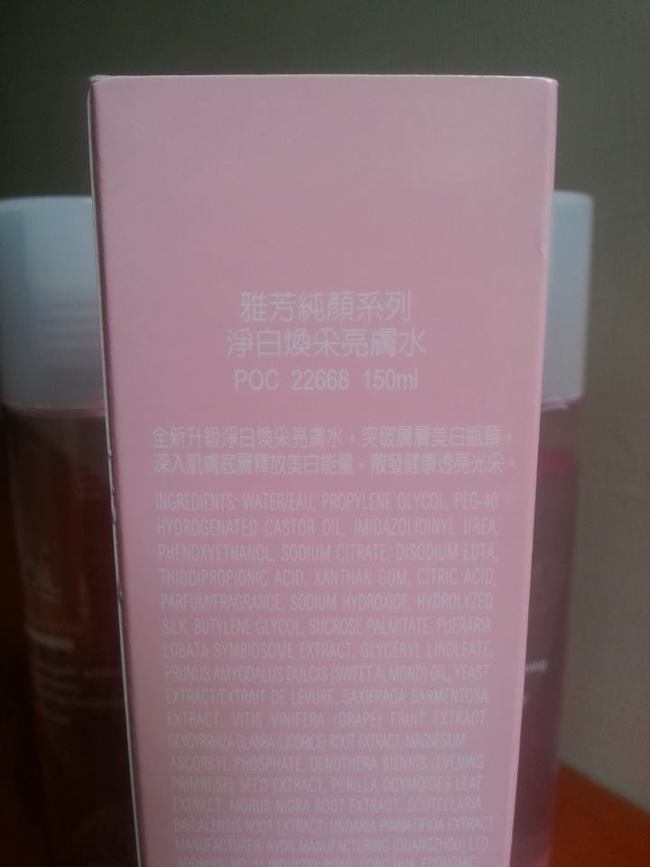 雅芳純顏系列
淨白煥采亮膚水
POC 22668 150ml
全新升級淨白煥采亮膚水，突破層層美白瓶頸，
深入肌膚底層釋放美白能量，散發健康透亮光采。
INGREDIENTS: WATER/EAU, PROPYLENE GLYCOL, PEG-40
HYDROGENATED CASTOR OIL, IMIDAZOLIDINYL UREA,
PHENOXYETHANOL, SODIUM CITRATE, DISODIUM EDTA,
THIODIPROPIONIC ACID, XANTHAN GUM, CITRIC ACID,
PARFUM/FRAGRANCE, SODIUM HYDROXIDE, HYDROLYZED
SILK, BUTYLENE GLYCOL, SUCROSE PALMITATE, PUERARIA
LOBATA SYMBIOSOME EXTRACT, GLYCERYL LINOLEATE,
PRUNUS AMYGDALUS DULCIS (SWEET ALMOND) OIL, YEAST
EXTRACT/EXTRAIT DE LEVURE, SAXIFRAGA SARMENTOSA
EXTRACT, VITIS VINIFERA (GRAPE) FRUIT EXTRACT,
GLYCYRRHIZA GLABRA (LICORICE) ROOT EXTRACT, MAGNESIUM
ASCORBYL PHOSPHATE, OENOTHERA BIENNIS (EVENING
PRIMROSE) SEED EXTRACT, PERILLA OCYMOIDES LEAF
EXTRACT, MORUS NIGRA ROOT EXTRACT, SCUTELLARIA
BAICALENSIS ROOT EXTRACT, UNDARIA PINNATIFIDA EXTRACT
MANUFACTURER: AVON MANUFACTURING (GUANGZHOU) LTD
ADDRESS: NO. INDUSTRY ROAD, CONG HUA, ECONOMIC